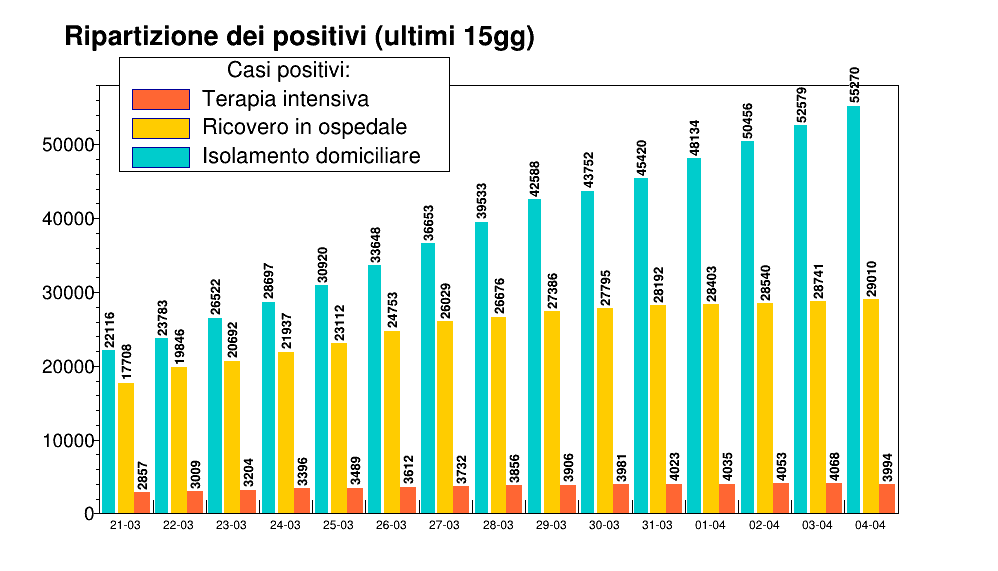 Ripartizione dei positivi (ultimi 15gg)
Casi positivi:
Terapia intensiva
Ricovero in ospedale
Isolamento domiciliare
50000
40000
30000
20000
10000
0
22116 17708 2857
23783 19846 3009
26522 20692 3204
28697 21937 3396
30920 23112 3489
33648 24753 3612
36653 26029 3732
39533 26676 3856
42588 27386 3906
43752 27795 3981
45420 28192 4023
48134 28403 4035
50456 28540 4053
52579 28741 4068
55270 29010 3994
21-03 22-03 23-03 24-03 25-03 26-03 27-03 28-03 29-03 30-03 31-03 01-04 02-04 03-04 04-04